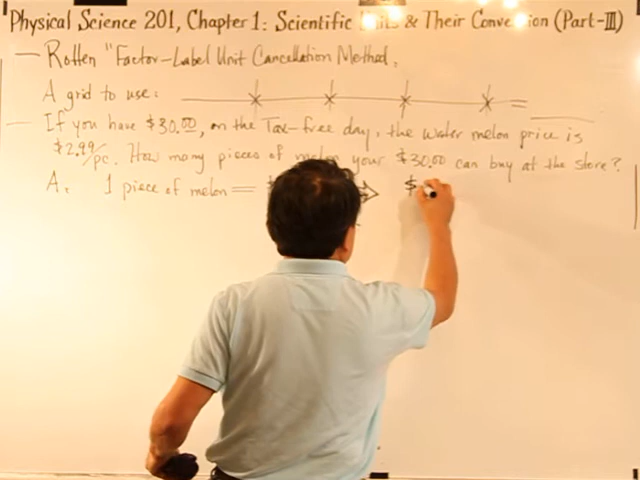 Physical Science 201, Chapter 1: Scientific Units & Their Conversion (Part-III)
— Rotten "Factor-Label Unit Cancellation Method.
A grid to use:
— If you have $30.00, on the Tax-free day, the water melon price is
$2.99/pc. How many pieces of melon your $30.00 can buy at the store?
A. 1 piece of melon = $